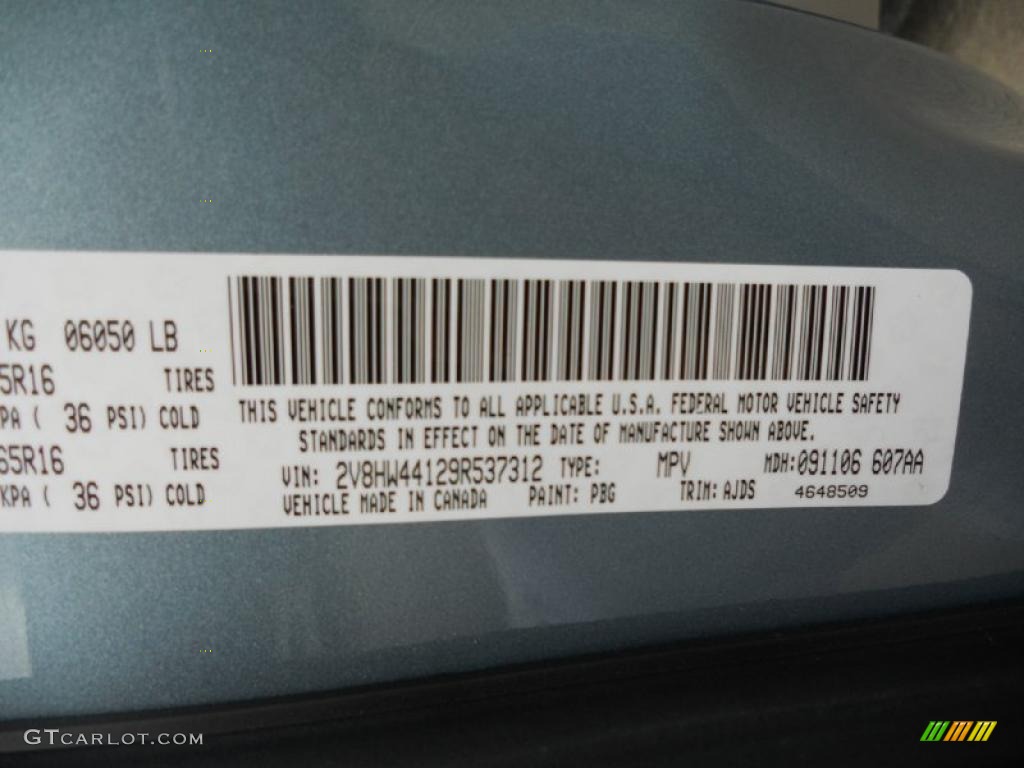 KG 06050 LB
5R16 TIRES
PA ( 36 PSI) COLD
65R16 TIRES
KPA ( 36 PSI) COLD
THIS VEHICLE CONFORMS TO ALL APPLICABLE U.S.A. FEDERAL MOTOR VEHICLE SAFETY
STANDARDS IN EFFECT ON THE DATE OF MANUFACTURE SHOWN ABOVE.
VIN: 2V8HW44129R537312 TYPE: MPV MDH:091106 607AA
VEHICLE MADE IN CANADA PAINT: PBG TRIM: AJDS 4648509
GTCARLOT.COM